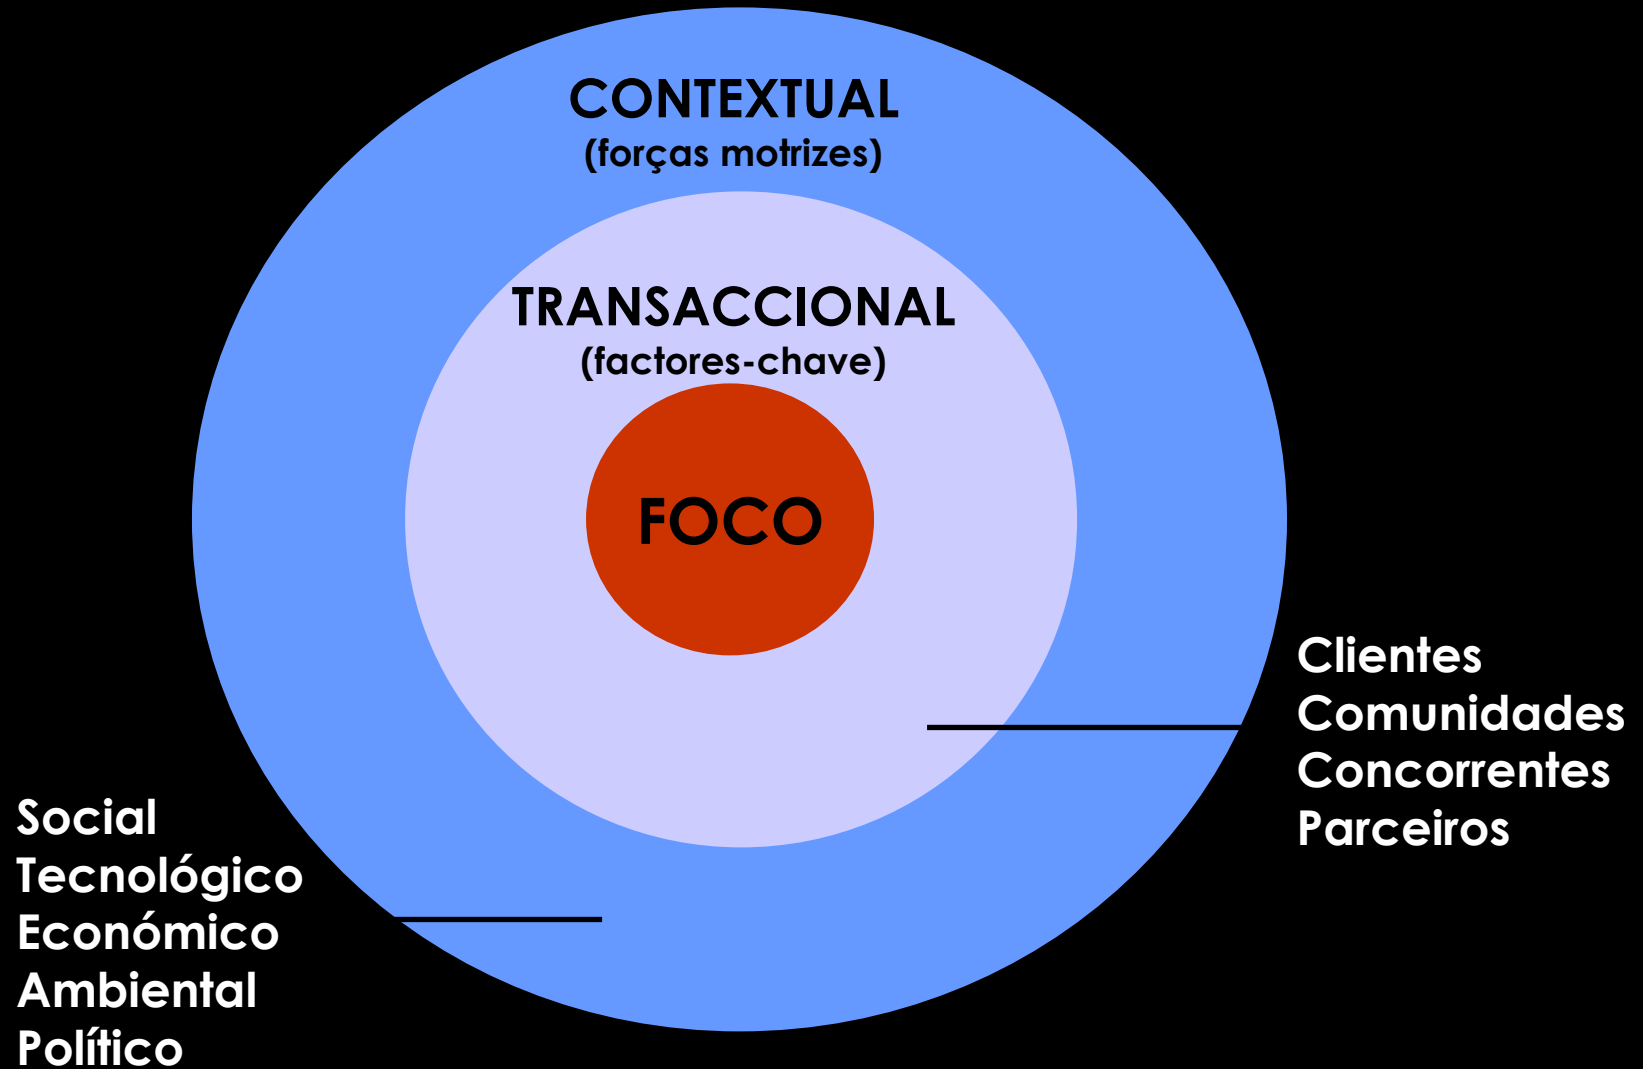 CONTEXTUAL
(forças motrizes)
TRANSACCIONAL
(factores-chave)
FOCO
Clientes
Comunidades
Concorrentes
Parceiros
Social
Tecnológico
Económico
Ambiental
Político